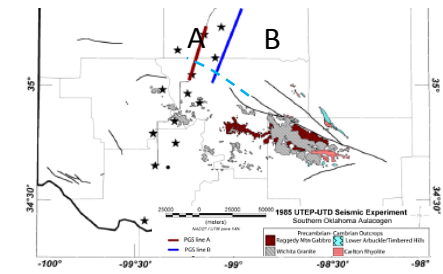 A B
35°
35°
34°30
34°30
25000 0 25000 50000
(meters)
NAD27 / UTM zone 14N
PGS line A
PGS line B
1985 UTEP-UTD Seismic Experiment
Southern Oklahoma Aulacogen
Precambrian- Cambrian Outcrops
Raggedy Mtn Gabbro Lower Arbuckle/Timbered Hills
Wichita Granite Carlton Rhyolite
-100° -99°30 -99° -98°30 -98°